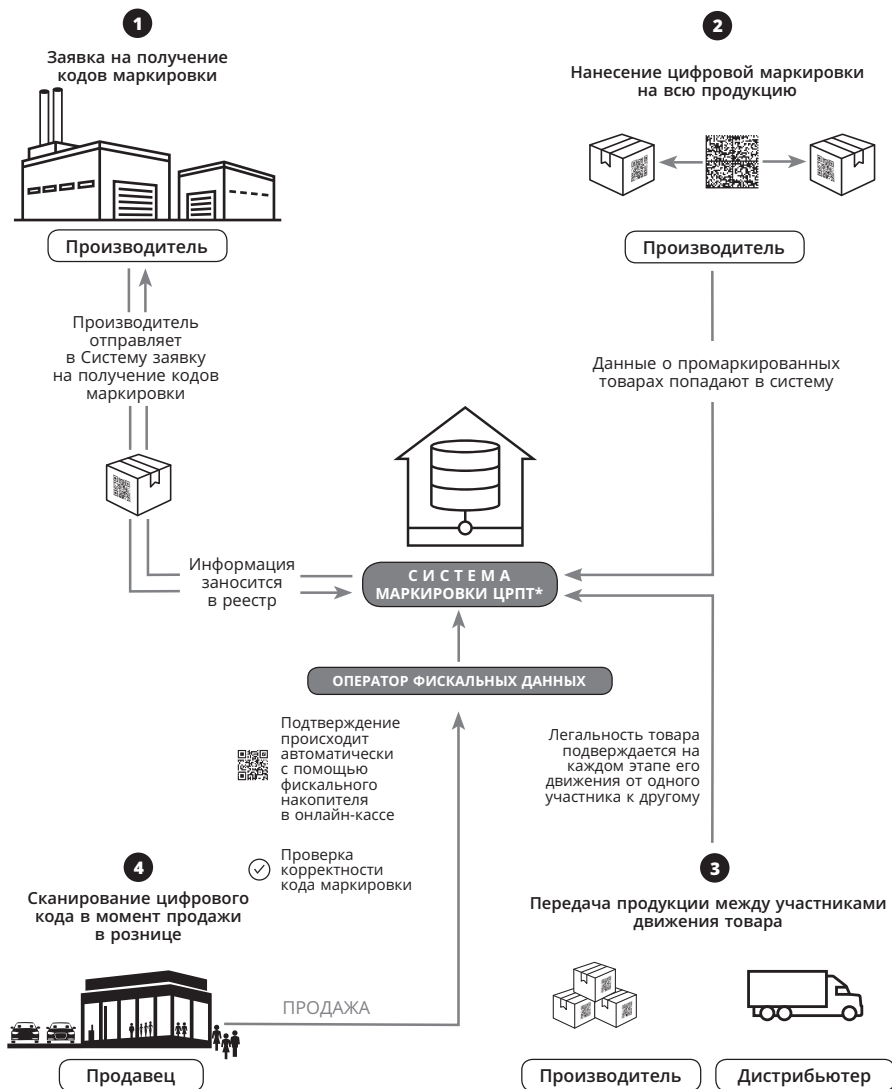 1
Заявка на получение
кодов маркировки
Производитель
Производитель
отправляет
в Систему заявку
на получение кодов
маркировки
Информация
заносится
в реестр
2
Нанесение цифровой маркировки
на всю продукцию
Производитель
Данные о промаркированных
товарах попадают в систему
СИСТЕМА
МАРКИРОВКИ ЦРПТ*
ОПЕРАТОР ФИСКАЛЬНЫХ ДАННЫХ
Подтверждение
происходит
автоматически
с помощью
фискального
накопителя
в онлайн-кассе
Проверка
корректности
кода маркировки
Легальность товара
подверждается на
каждом этапе его
движения от одного
участника к другому
4
Сканирование цифрового
кода в момент продажи
в рознице
ПРОДАЖА
Продавец
3
Передача продукции между участниками
движения товара
Производитель
Дистрибьютер